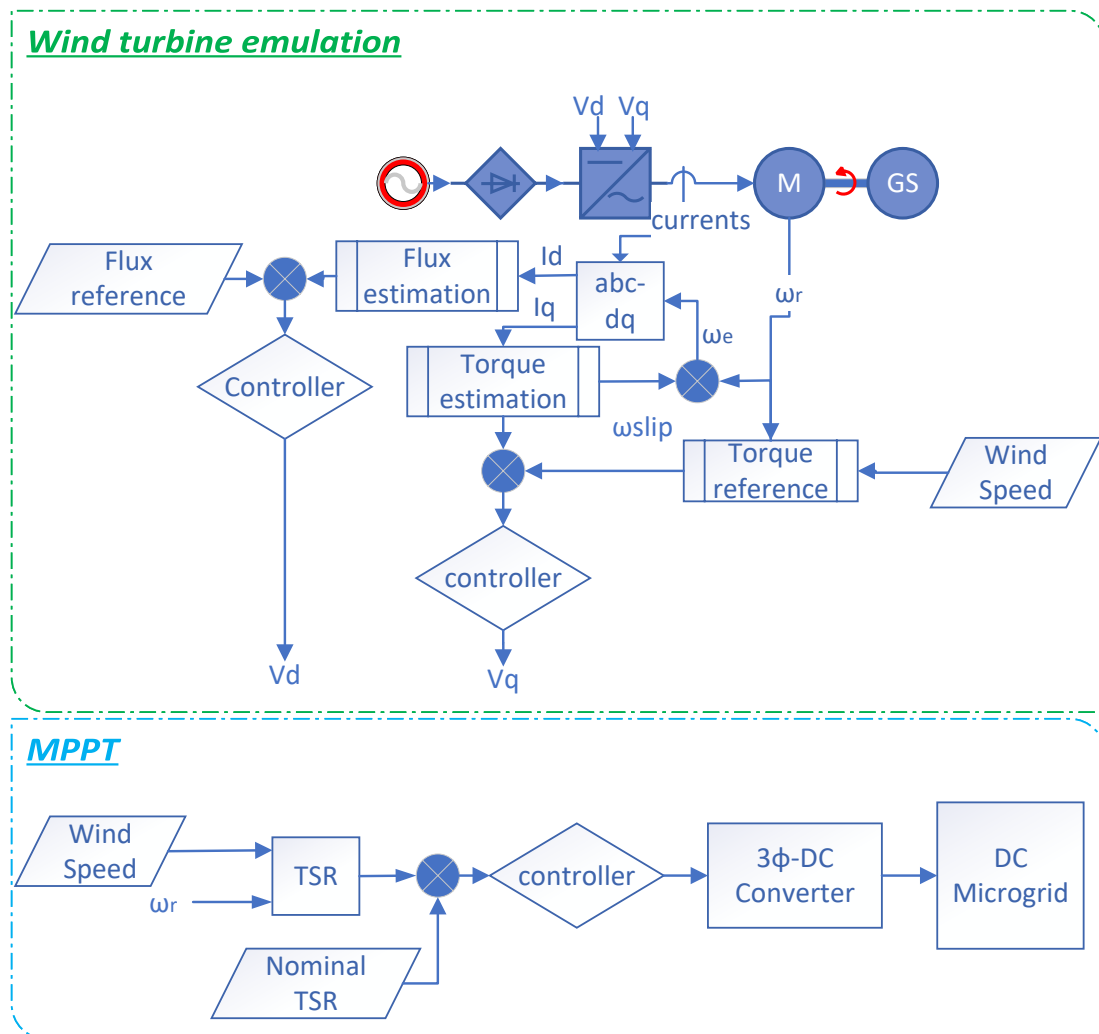 Wind turbine emulation
Vd
Vq
M
GS
currents
Flux
reference
Flux
estimation
Id
abc-
dq
ωr
Iq
ωe
Controller
Torque
estimation
ωslip
Torque
reference
Wind
Speed
controller
Vd
Vq
MPPT
Wind
Speed
TSR
ωr
controller
3ϕ-DC
Converter
DC
Microgrid
Nominal
TSR